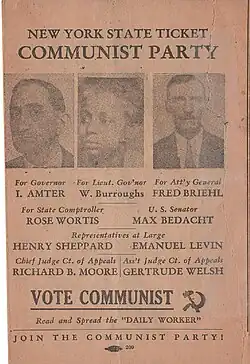 NEW YORK STATE TICKET
COMMUNIST PARTY
For Governor For Lieut. Gov'nor For Att'y General
I. AMTER W. Burroughs FRED BRIEHL
For State Comptroller U. S. Senator
ROSE WORTIS MAX BEDACHT
Representatives at Large
HENRY SHEPPARD EMANUEL LEVIN
Chief Judge Ct. of Appeals Ass't Judge Ct. of Appeals
RICHARD B. MOORE GERTRUDE WELSH
VOTE COMMUNIST
Read and Spread the "DAILY WORKER"
JOIN THE COMMUNIST PARTY!
209